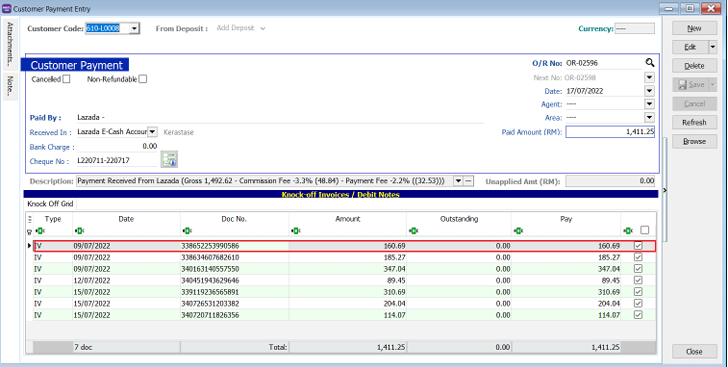 Customer Payment Entry
Attachments...
Note...
Customer Code: 610-L0008 From Deposit : Add Deposit Currency: ----
Customer Payment
Cancelled Non-Refundable
O/R No: OR-02596
Next No: OR-02598
Date: 17/07/2022
Agent: ----
Area: ----
Paid Amount (RM): 1,411.25
Paid By : Lazada -
Received In : Lazada E-Cash Accour Kerastase
Bank Charge : 0.00
Cheque No : L220711-220717
Description: Payment Received From Lazada (Gross 1,492.62 - Commission Fee -3.3% (48.84) - Payment Fee -2.2% ((32.53))) Unapplied Amt (RM): 0.00
Knock-off Invoices / Debit Notes
Knock Off Grid
Type Date Doc No. Amount Outstanding Pay
IV 09/07/2022 338652253990586 160.69 0.00 160.69
IV 09/07/2022 338634607682610 185.27 0.00 185.27
IV 09/07/2022 340163140557550 347.04 0.00 347.04
IV 12/07/2022 340451943629646 89.45 0.00 89.45
IV 15/07/2022 339119236565891 310.69 0.00 310.69
IV 15/07/2022 340726531203382 204.04 0.00 204.04
IV 15/07/2022 340720711826356 114.07 0.00 114.07
7 doc Total: 1,411.25 0.00 1,411.25
New
Edit
Delete
Save
Cancel
Refresh
Browse
Close